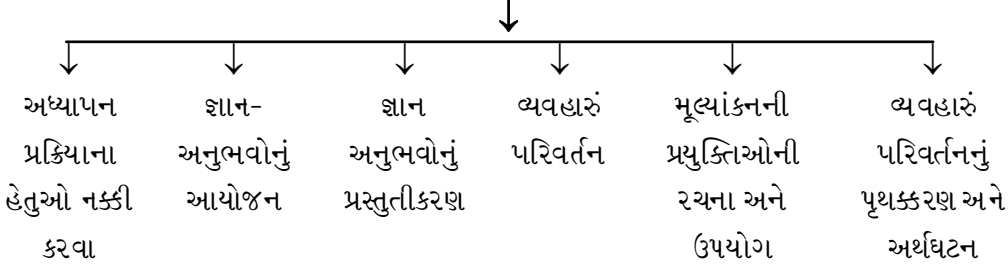 અધ્યાપન
પ્રક્રિયાના
હેતુઓ નક્કી
કરવા
જ્ઞાન-
અનુભવોનું
આયોજન
જ્ઞાન
અનુભવોનું
પ્રસ્તુતીકરણ
વ્યવહારું
પરિવર્તન
મૂલ્યાંકનની
પ્રયુક્તિઓની
રચના અને
ઉપયોગ
વ્યવહારું
પરિવર્તનનું
પૃથક્કરણ અને
અર્થઘટન